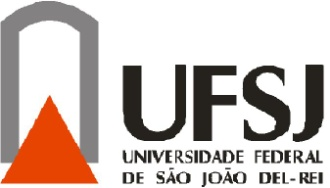 UFSJ
UNIVERSIDADE FEDERAL
DE SÃO JOÃO DEL-REI